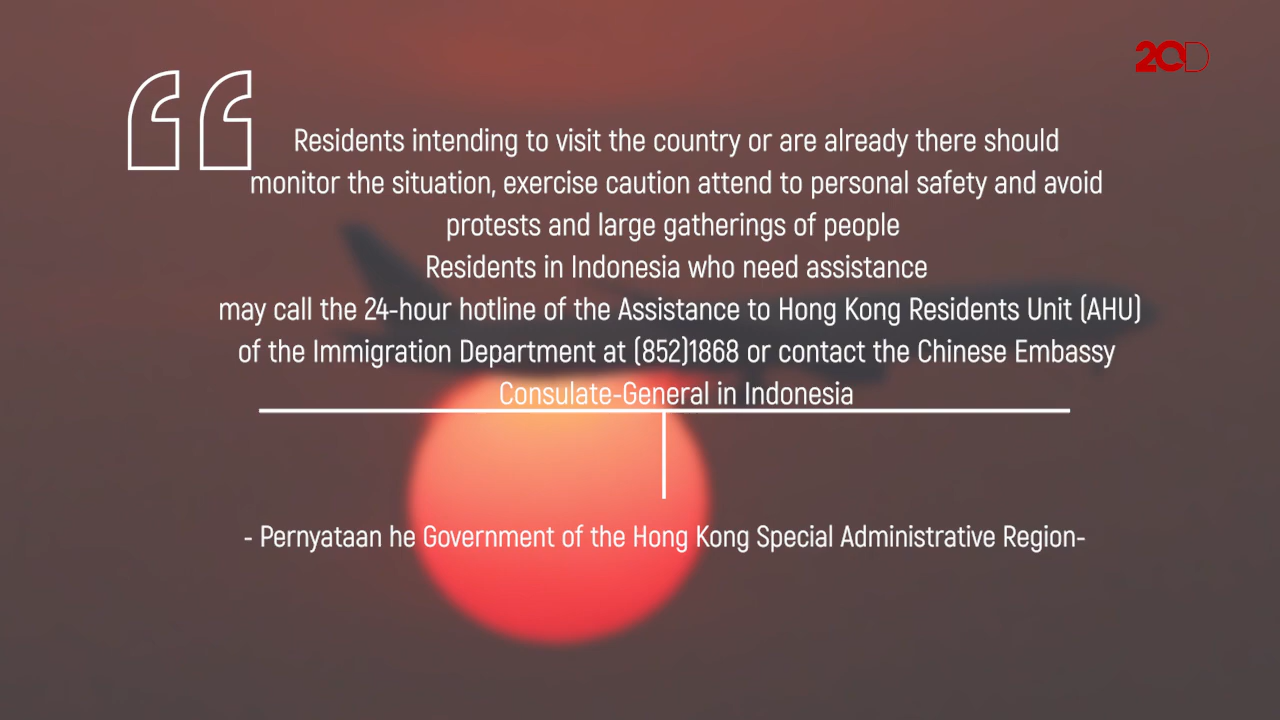 20D
Residents intending to visit the country or are already there should
monitor the situation, exercise caution attend to personal safety and avoid
protests and large gatherings of people
Residents in Indonesia who need assistance
may call the 24-hour hotline of the Assistance to Hong Kong Residents Unit (AHU)
of the Immigration Department at (852)1868 or contact the Chinese Embassy
Consulate-General in Indonesia
- Pernyataan he Government of the Hong Kong Special Administrative Region-